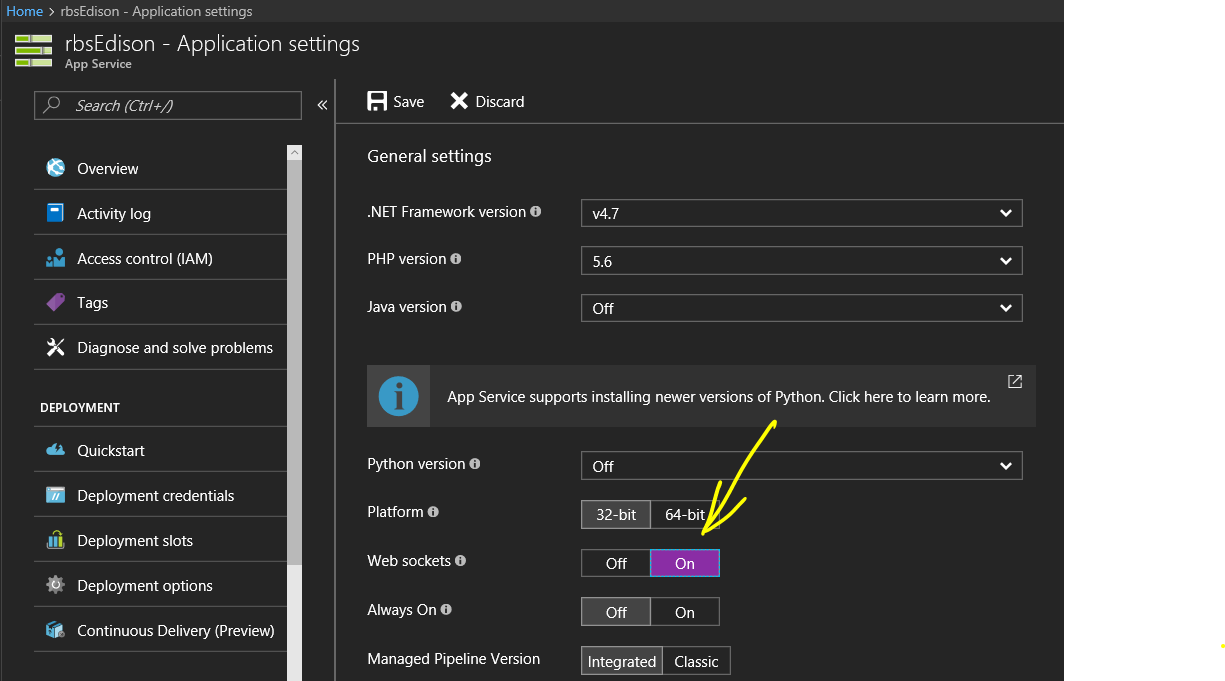 Home > rbsEdison - Application settings
rbsEdison - Application settings
App Service
Search (Ctrl+/)
«
Overview
Activity log
Access control (IAM)
Tags
Diagnose and solve problems
DEPLOYMENT
Quickstart
Deployment credentials
Deployment slots
Deployment options
Continuous Delivery (Preview)
Save Discard
General settings
.NET Framework version v4.7
PHP version 5.6
Java version Off
App Service supports installing newer versions of Python. Click here to learn more.
Python version Off
Platform 32-bit 64-bit
Web sockets Off On
Always On Off On
Managed Pipeline Version Integrated Classic